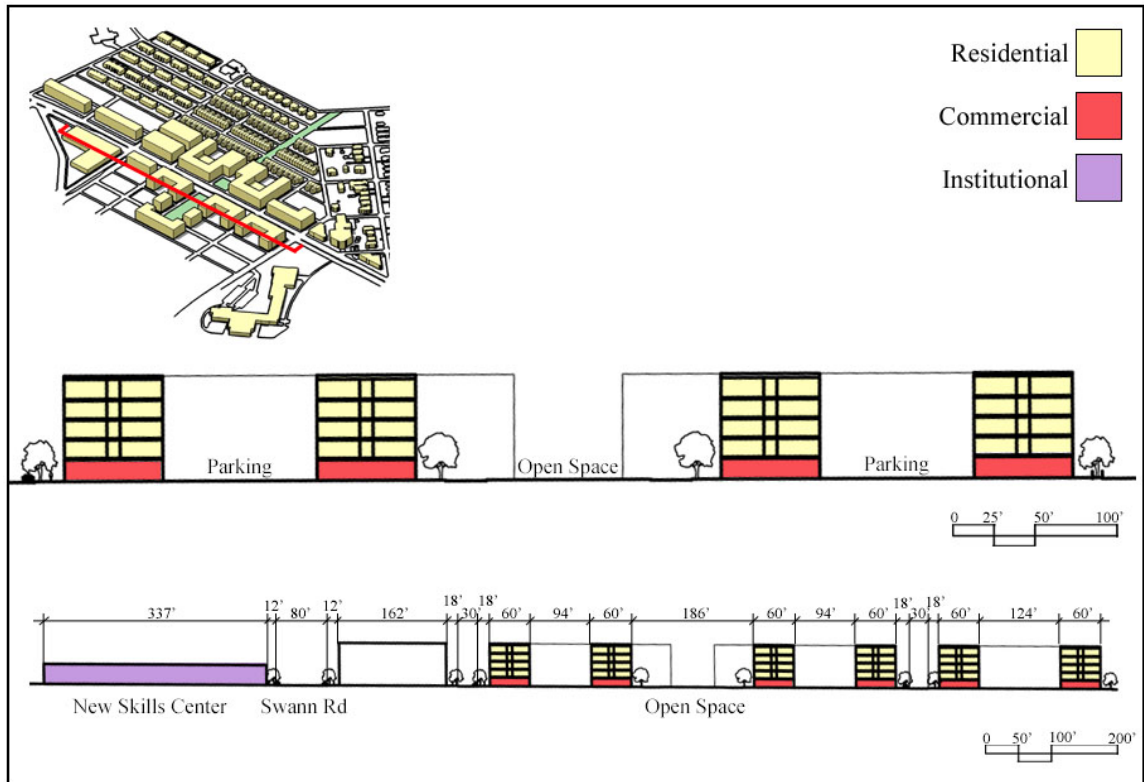 Residential
Commercial
Institutional
Parking
Open Space
Parking
0 25' 50' 100'
337' 12' 80' 12' 162' 18' 30' 18' 60' 94' 60' 186' 60' 94' 60' 18' 30' 18' 60' 124' 60'
New Skills Center Swann Rd Open Space
0 50' 100' 200'